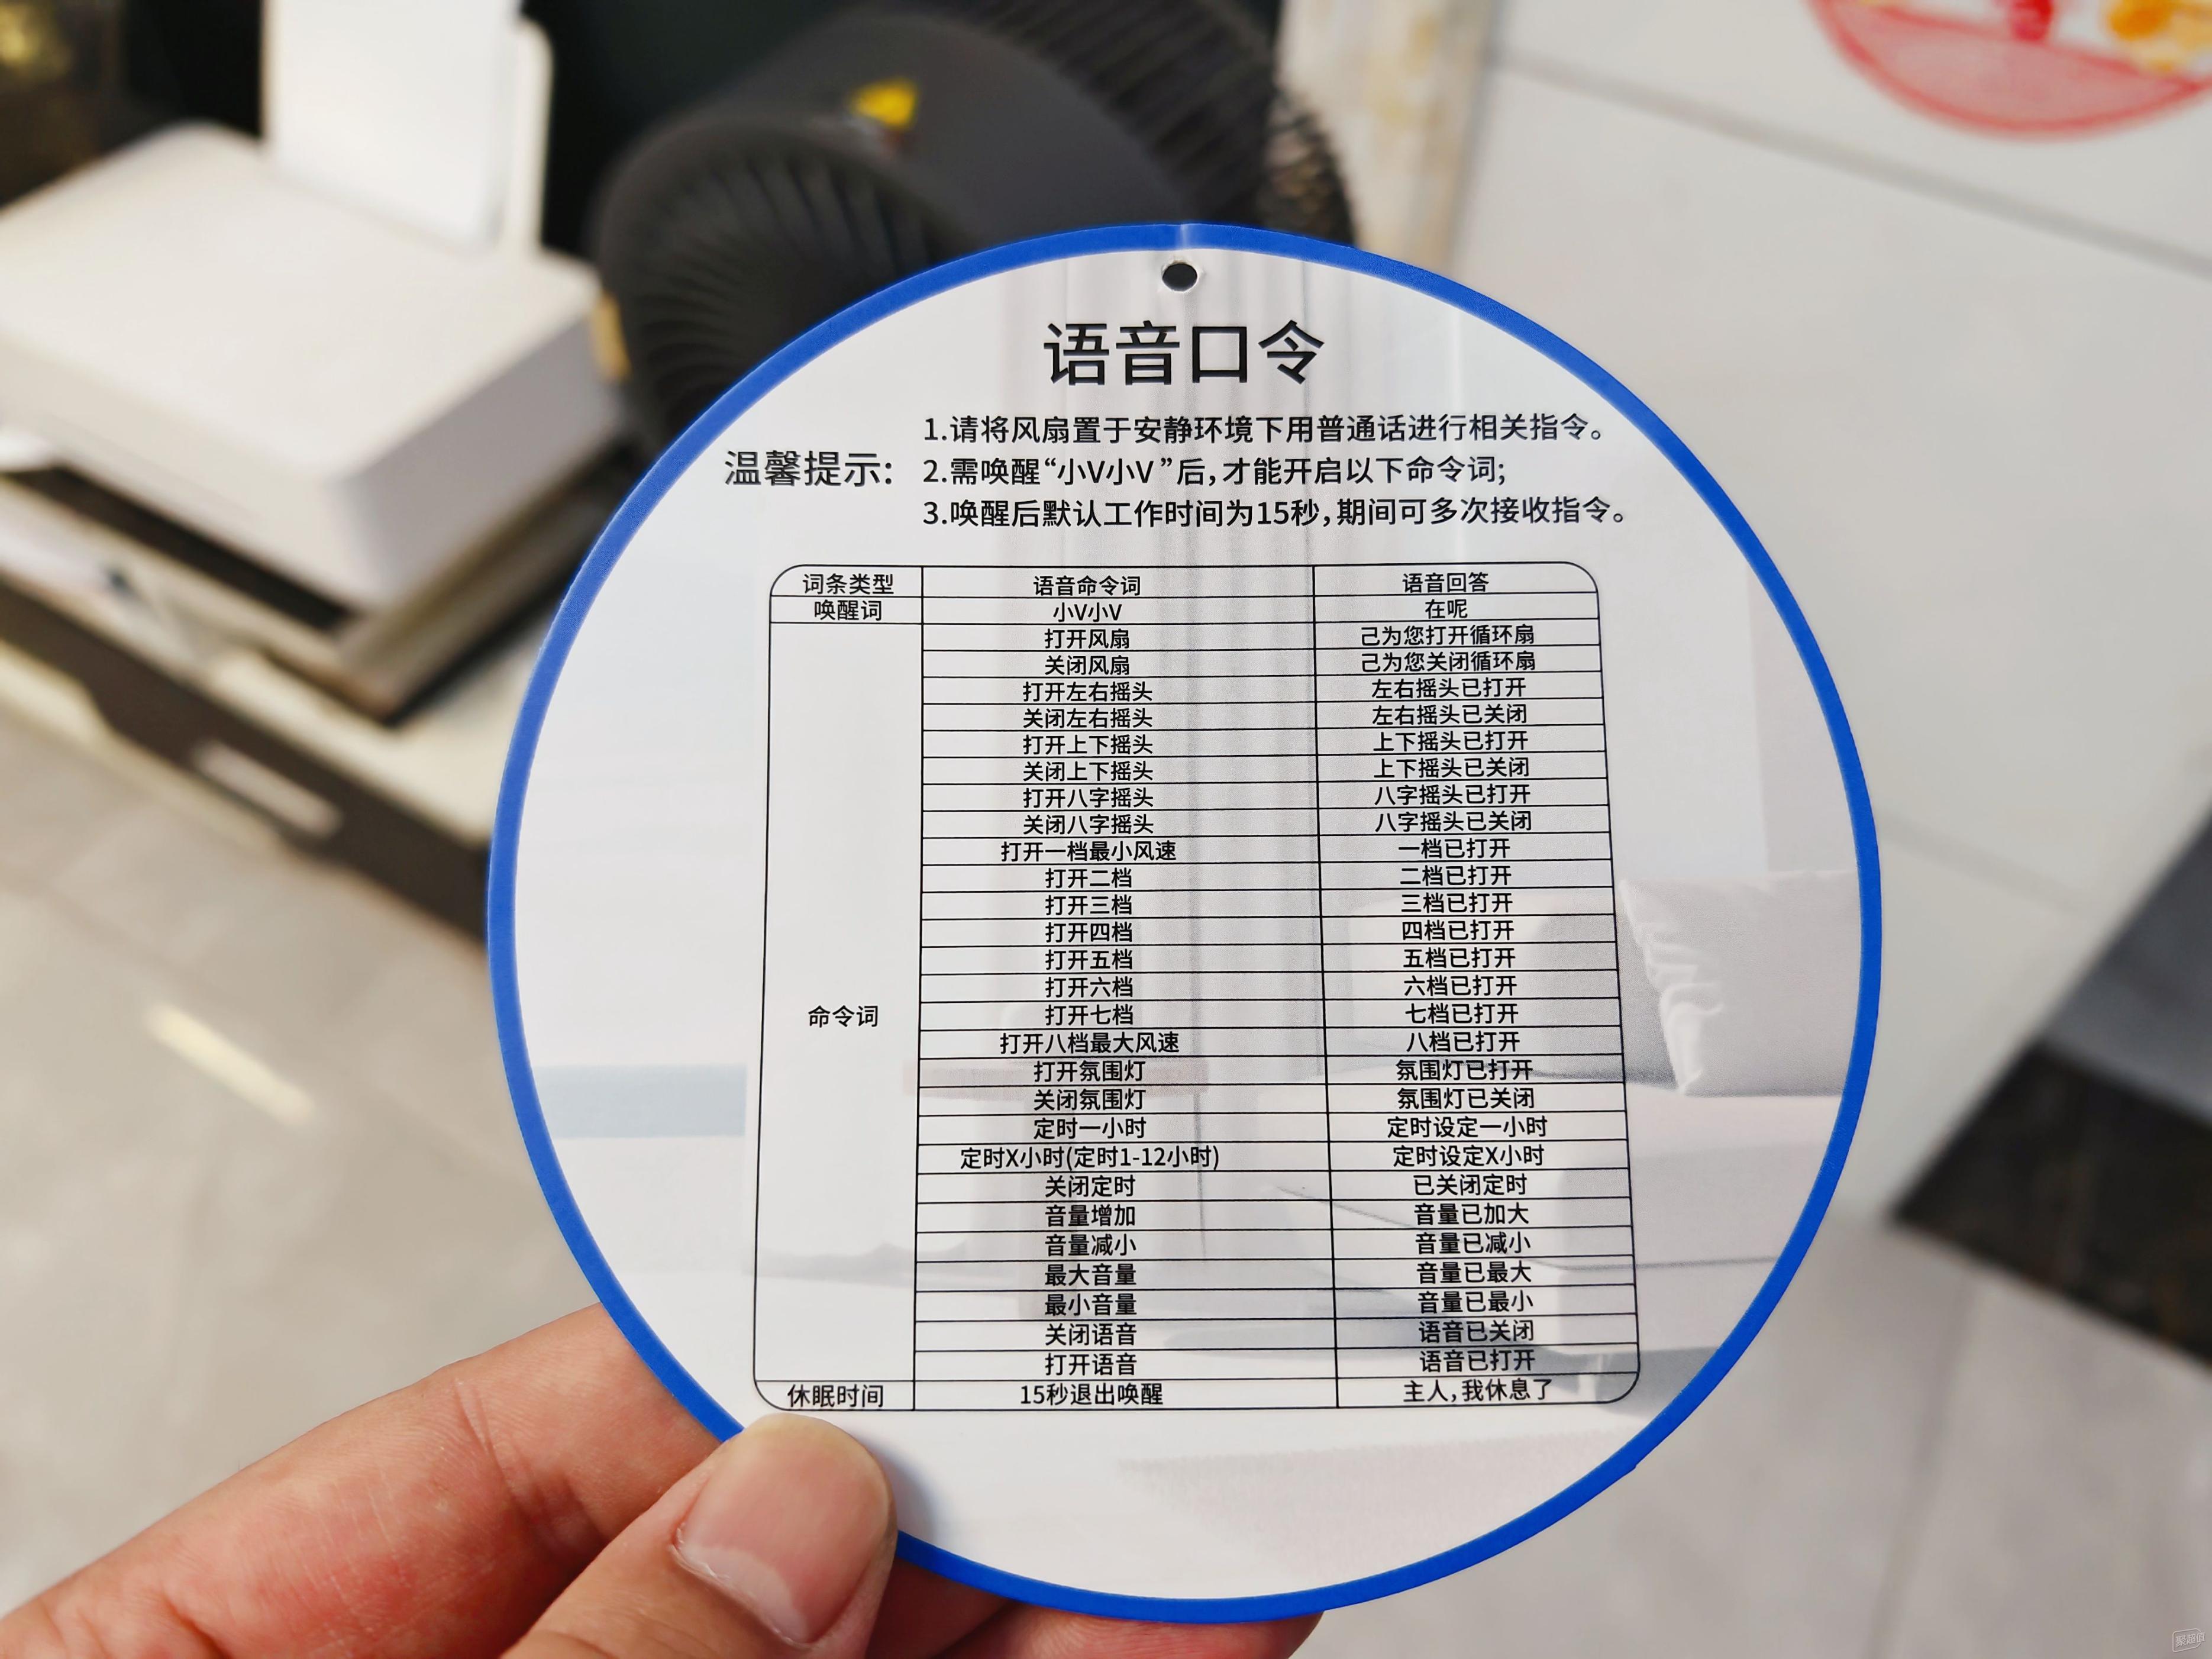 语音口令
温馨提示:
1.请将风扇置于安静环境下用普通话进行相关指令。
2.需唤醒“小V小V”后,才能开启以下命令词;
3.唤醒后默认工作时间为15秒,期间可多次接收指令。
词条类型 语音命令词 语音回答
唤醒词 小V小V 在呢
打开风扇 己为您打开循环扇
关闭风扇 己为您关闭循环扇
打开左右摇头 左右摇头已打开
关闭左右摇头 左右摇头已关闭
打开上下摇头 上下摇头已打开
关闭上下摇头 上下摇头已关闭
打开八字摇头 八字摇头已打开
关闭八字摇头 八字摇头已关闭
打开一档最小风速 一档已打开
打开二档 二档已打开
打开三档 三档已打开
打开四档 四档已打开
打开五档 五档已打开
打开六档 六档已打开
命令词 打开七档 七档已打开
打开八档最大风速 八档已打开
打开氛围灯 氛围灯已打开
关闭氛围灯 氛围灯已关闭
定时一小时 定时设定一小时
定时X小时(定时1-12小时) 定时设定X小时
关闭定时 已关闭定时
音量增加 音量已加大
音量减小 音量已减小
最大音量 音量已最大
最小音量 音量已最小
关闭语音 语音已关闭
打开语音 语音已打开
休眠时间 15秒退出唤醒 主人,我休息了
聚超值